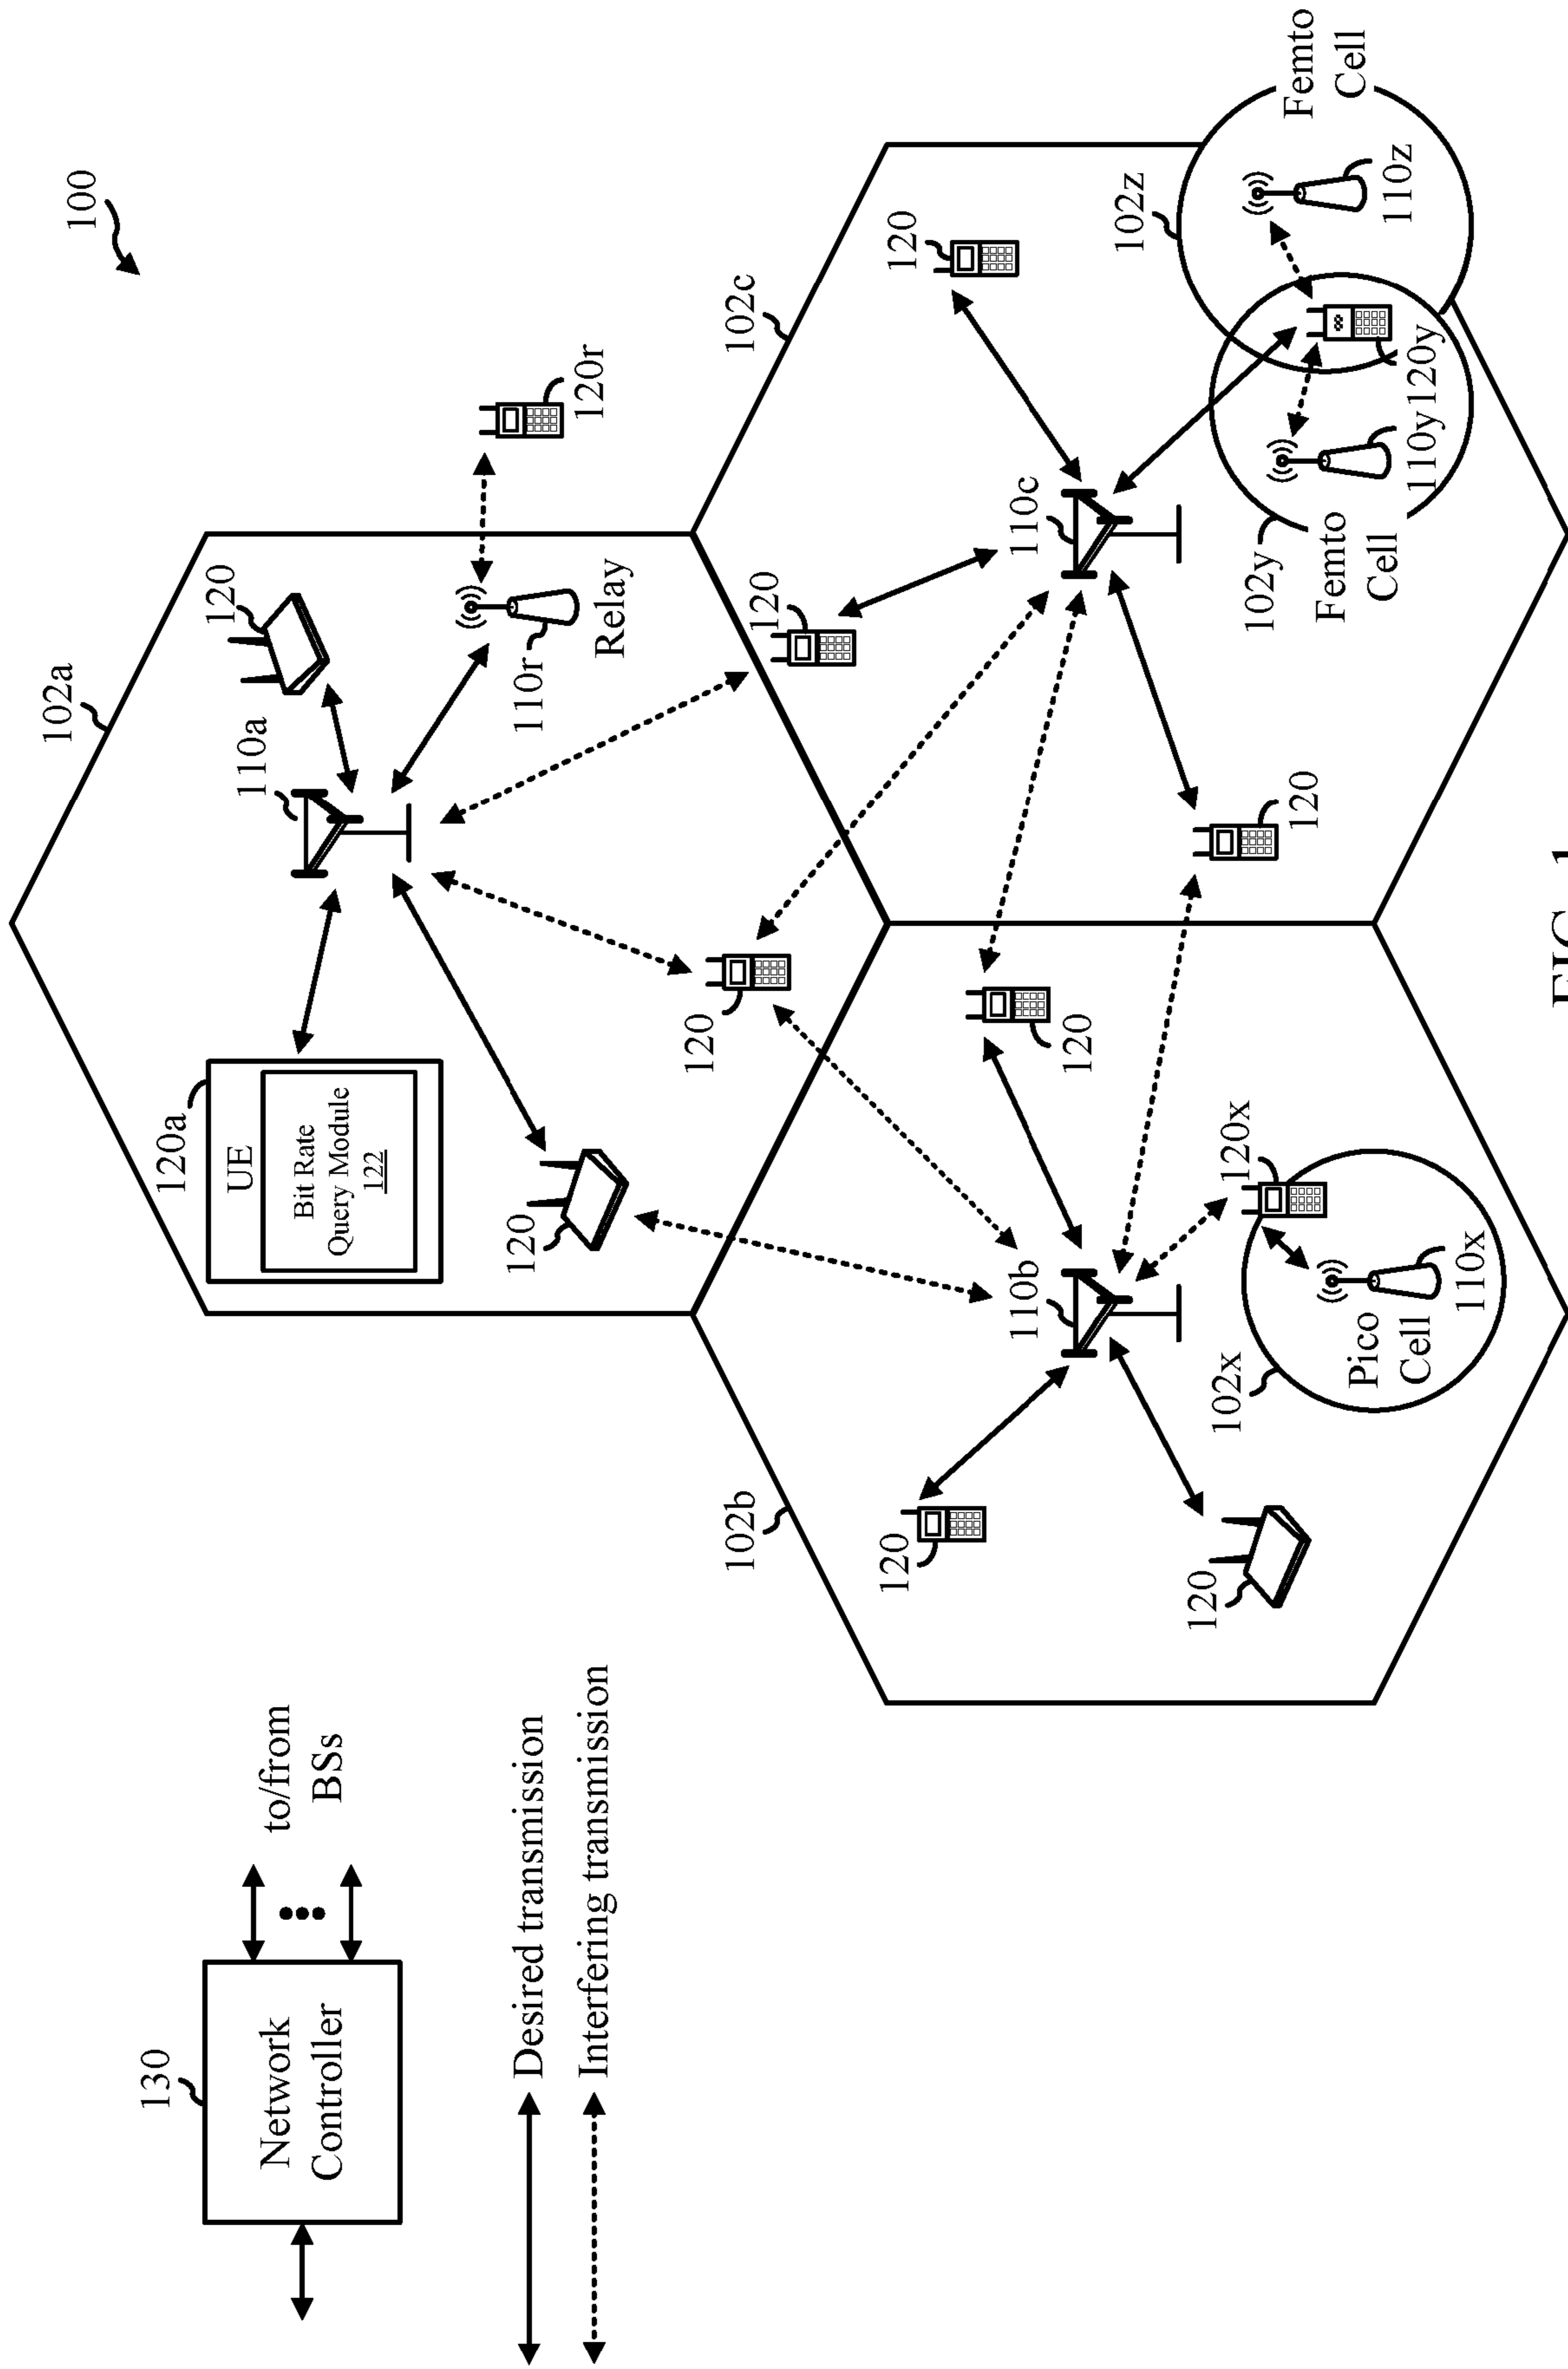 100
130
Network
Controller
to/from
BSs
Desired transmission
Interfering transmission
102a
120a
UE
Bit Rate
Query Module
122
110a
120
120
110r
Relay
120r
120
102b
120
110b
120
120
102x
Pico
Cell
110x
120x
102c
120
110c
120
120
102y
Femto
Cell
110y
120y
102z
110z
Femto
Cell
FIG. 1